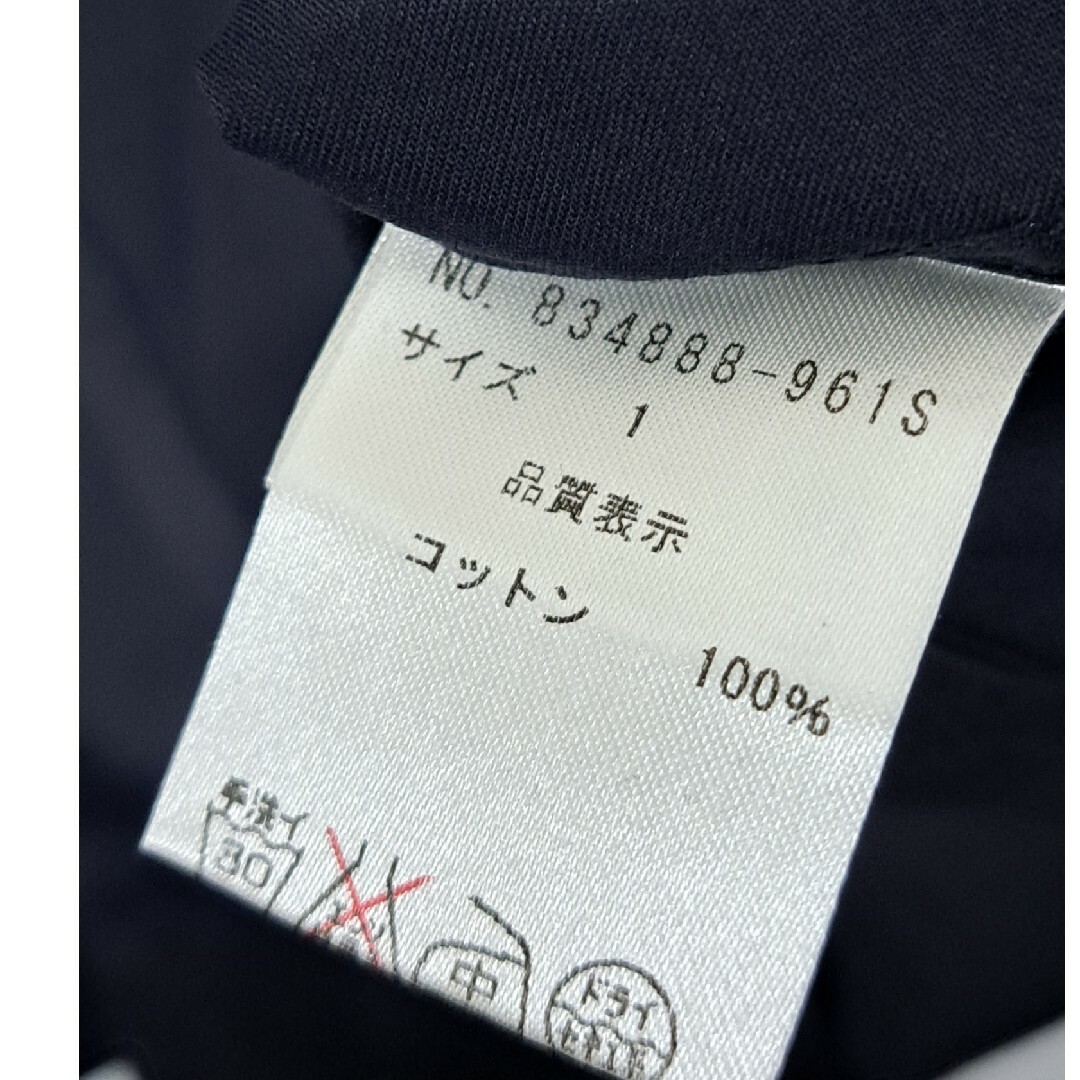 NO. 834888-961S
サイズ 1
品質表示
コットン 100%
手洗イ
30
中
ドライ